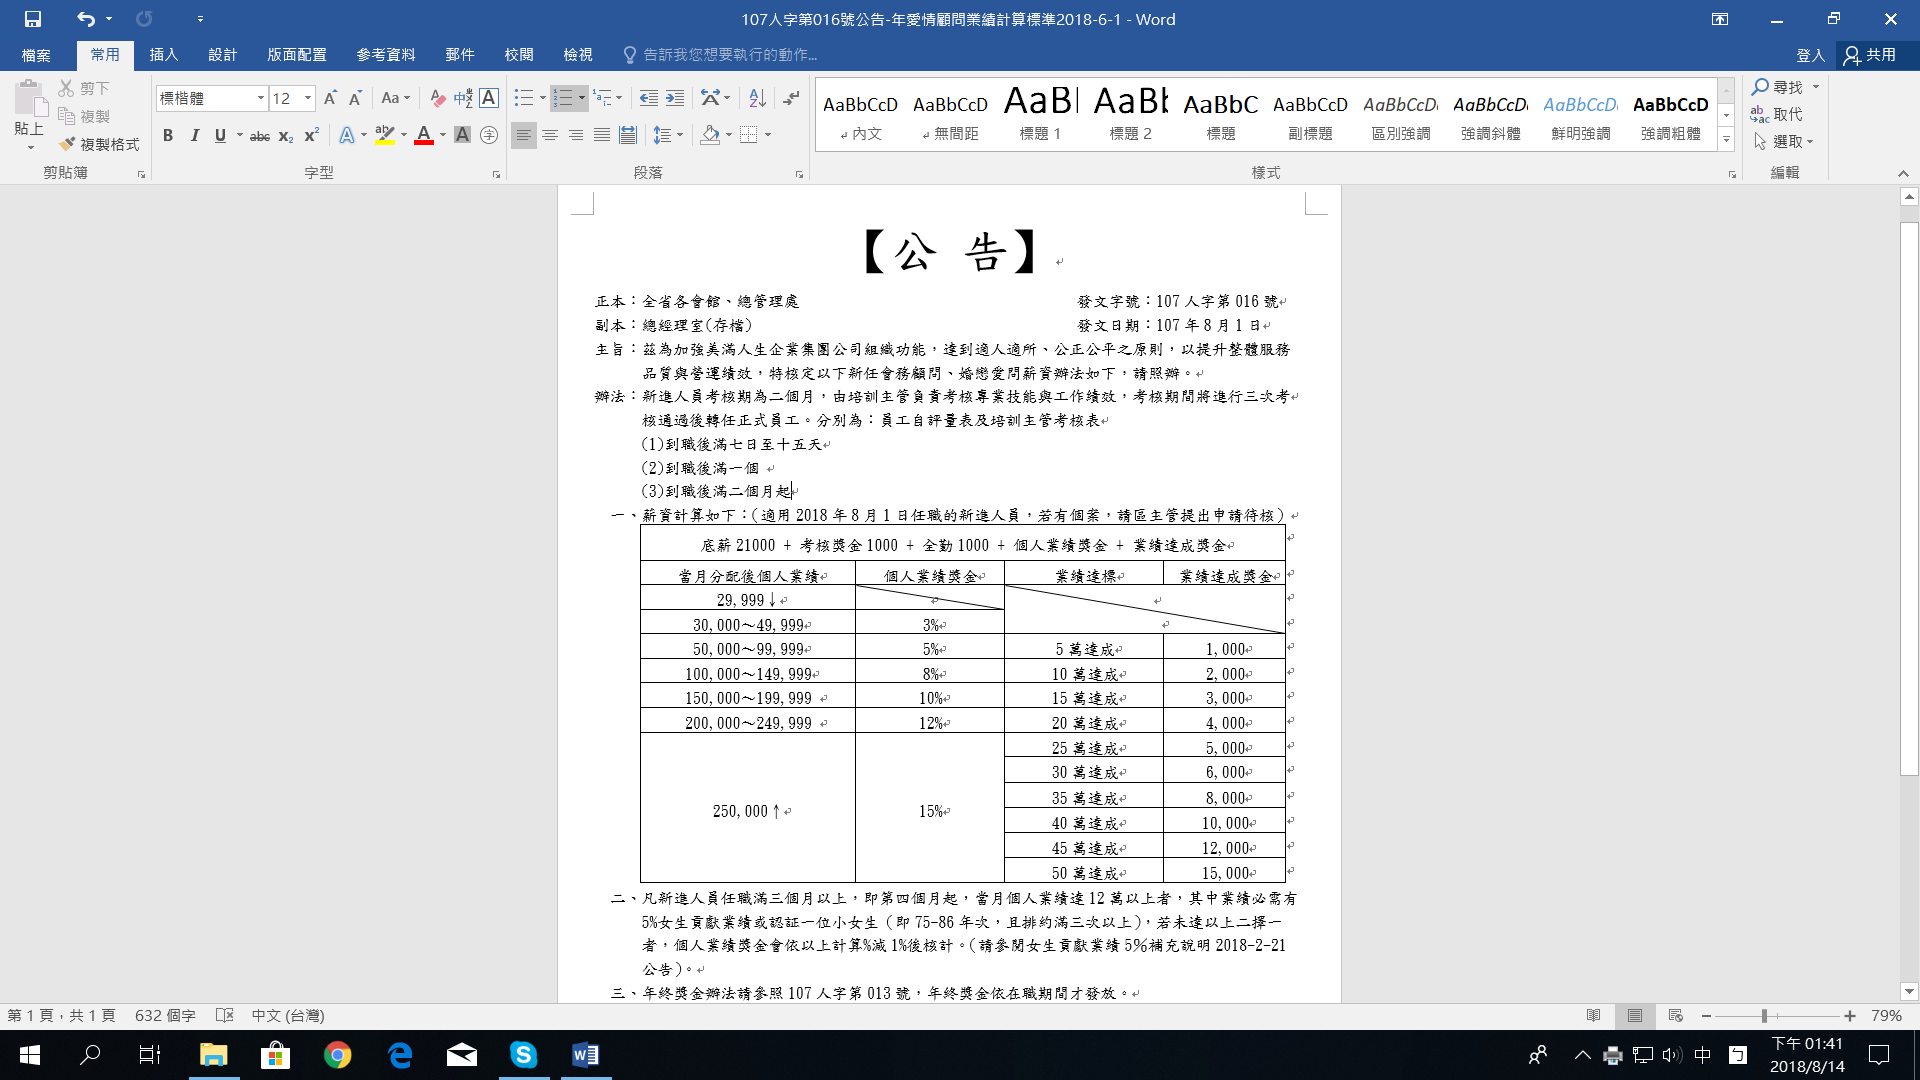 107人字第016號公告-年愛情顧問業績計算標準2018-6-1 - Word
檔案 常用 插入 設計 版面配置 參考資料 郵件 校閱 檢視 告訴我您想要執行的動作... 登入 共用
貼上 剪下 複製 複製格式 剪貼簿
標楷體 12 字型
段落
AaBbCcD 內文
AaBbCcD 無間距
AaBl 標題 1
AaBb 標題 2
AaBbC 標題
AaBbCcD 副標題
AaBbCcD 區別強調
AaBbCcD 強調斜體
AaBbCcD 鮮明強調
AaBbCcD 強調粗體
樣式
尋找 取代 選取 編輯
【公 告】
正本：全省各會館、總管理處 發文字號：107 人字第 016 號
副本：總經理室(存檔) 發文日期：107 年 8 月 1 日
主旨：茲為加強美滿人生企業集團公司組織功能，達到適人適所、公正公平之原則，以提升整體服務
品質與營運績效，特核定以下新任會務顧問、婚戀愛問薪資辦法如下，請照辦。
辦法：新進人員考核期為二個月，由培訓主管負責考核專業技能與工作績效，考核期間將進行三次考
核通過後轉任正式員工。分別為：員工自評量表及培訓主管考核表
(1)到職後滿七日至十五天
(2)到職後滿一個
(3)到職後滿二個月起
一、薪資計算如下：(適用 2018 年 8 月 1 日任職的新進人員，若有個案，請區主管提出申請待核)
底薪 21000 + 考核獎金 1000 + 全勤 1000 + 個人業績獎金 + 業績達成獎金
當月分配後個人業績 個人業績獎金 業績達標 業績達成獎金
29,999↓
30,000～49,999 3%
50,000～99,999 5% 5 萬達成 1,000
100,000～149,999 8% 10 萬達成 2,000
150,000～199,999 10% 15 萬達成 3,000
200,000～249,999 12% 20 萬達成 4,000
250,000↑ 15% 25 萬達成 5,000
30 萬達成 6,000
35 萬達成 8,000
40 萬達成 10,000
45 萬達成 12,000
50 萬達成 15,000
二、凡新進人員任職滿三個月以上，即第四個月起，當月個人業績達 12 萬以上者，其中業績必需有
5%女生貢獻業績或認証一位小女生 (即 75-86 年次，且排約滿三次以上)，若未達以上二擇一
者，個人業績獎金會依以上計算%減 1%後核計。(請參閱女生貢獻業績 5%補充說明 2018-2-21
公告)。
三、年終獎金辦法請參照 107 人字第 013 號，年終獎金依在職期間才發放。
第 1 頁，共 1 頁 632 個字 中文 (台灣) 79%
中 下午 01:41
2018/8/14